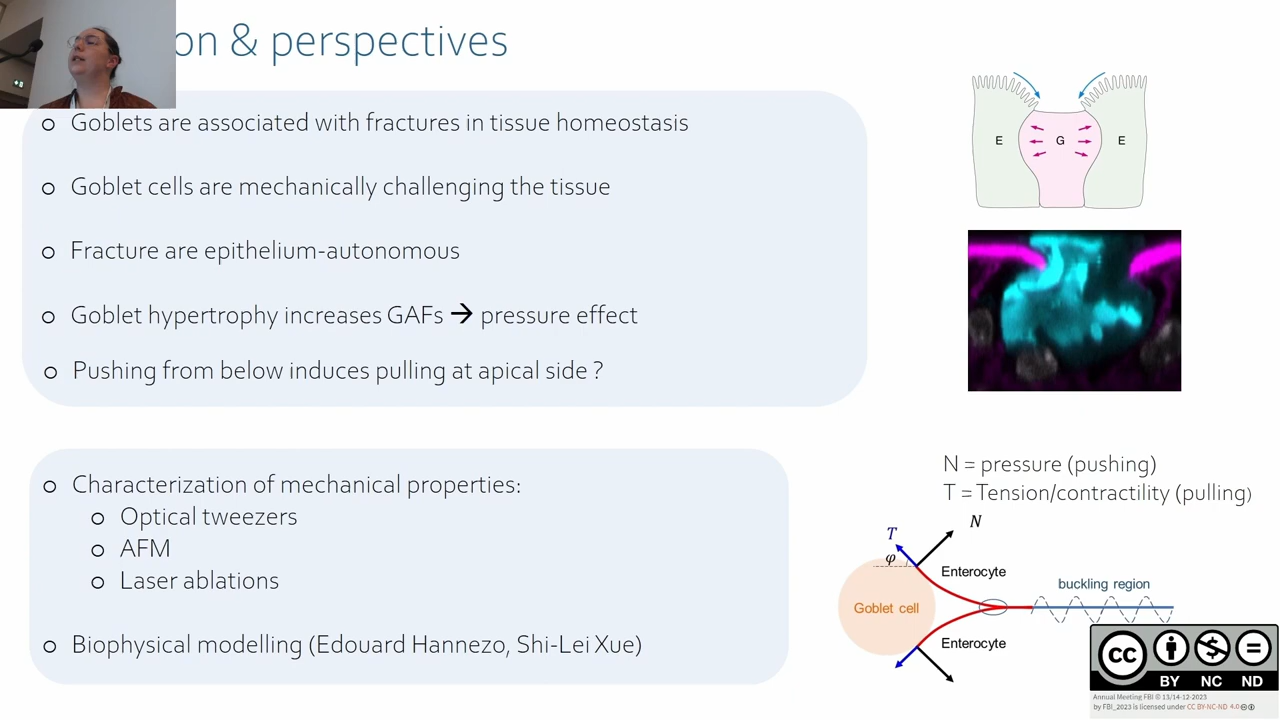 on & perspectives
o Goblets are associated with fractures in tissue homeostasis
o Goblet cells are mechanically challenging the tissue
o Fracture are epithelium-autonomous
o Goblet hypertrophy increases GAFs → pressure effect
o Pushing from below induces pulling at apical side ?
E G E
o Characterization of mechanical properties:
o Optical tweezers
o AFM
o Laser ablations
o Biophysical modelling (Edouard Hannezo, Shi-Lei Xue)
N = pressure (pushing)
T = Tension/contractility (pulling)
T N
φ
Enterocyte
buckling region
Goblet cell
Enterocyte
CC
BY NC ND
Annual Meeting FBI © 13/14-12-2023
by FBI_2023 is licensed under CC BY-NC-ND 4.0